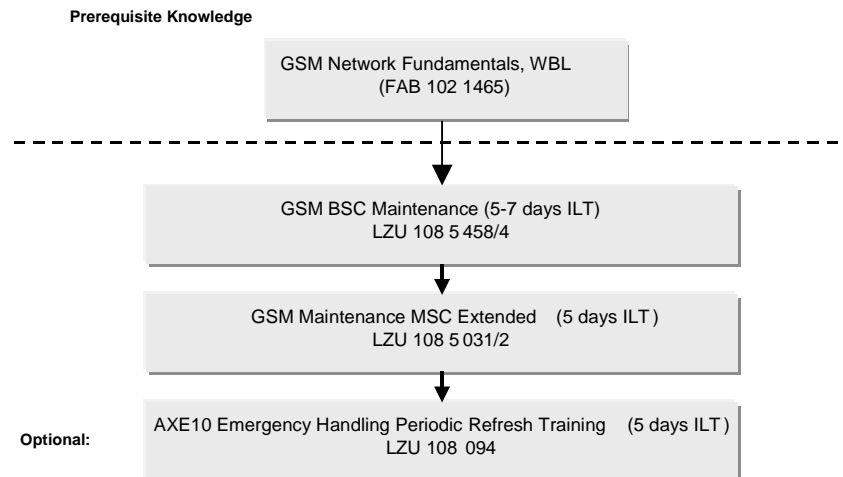 Prerequisite Knowledge
GSM Network Fundamentals, WBL
(FAB 102 1465)
GSM BSC Maintenance (5-7 days ILT)
LZU 108 5 458/4
GSM Maintenance MSC Extended (5 days ILT)
LZU 108 5 031/2
Optional:
AXE10 Emergency Handling Periodic Refresh Training (5 days ILT)
LZU 108 094